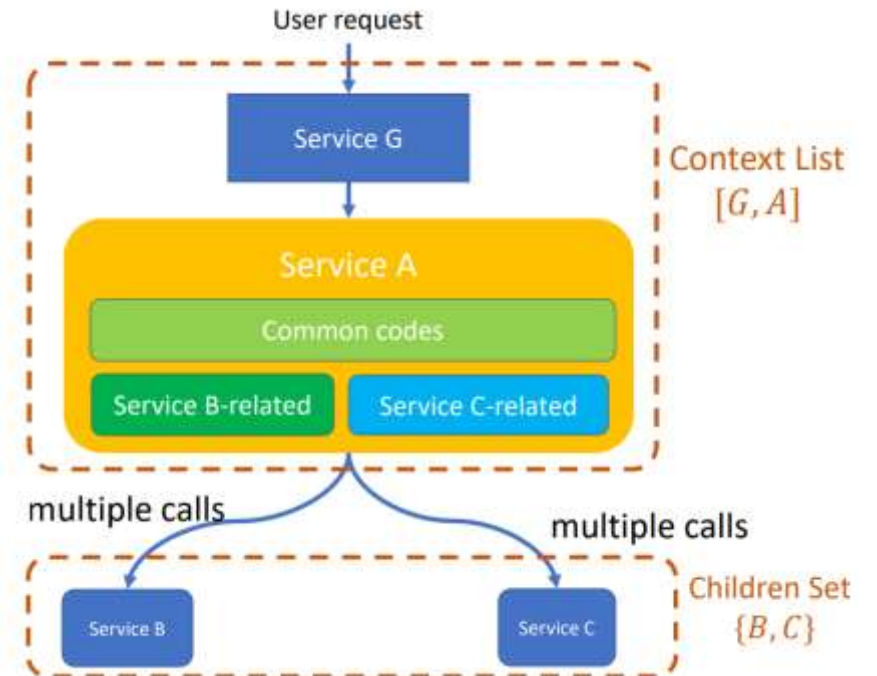 User request
Service G
Context List
[G, A]
Service A
Common codes
Service B-related
Service C-related
multiple calls
multiple calls
Service B
Service C
Children Set
{B, C}